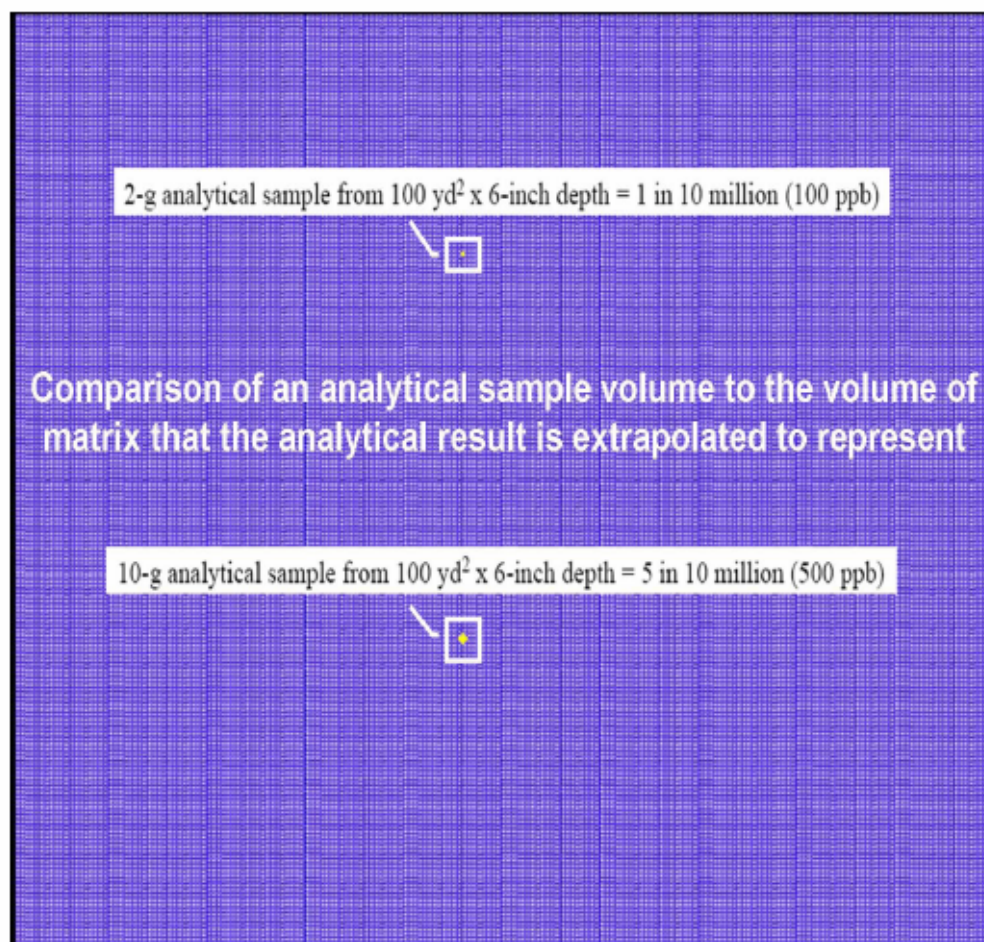 2-g analytical sample from 100 yd² x 6-inch depth = 1 in 10 million (100 ppb)
Comparison of an analytical sample volume to the volume of
matrix that the analytical result is extrapolated to represent
10-g analytical sample from 100 yd² x 6-inch depth = 5 in 10 million (500 ppb)